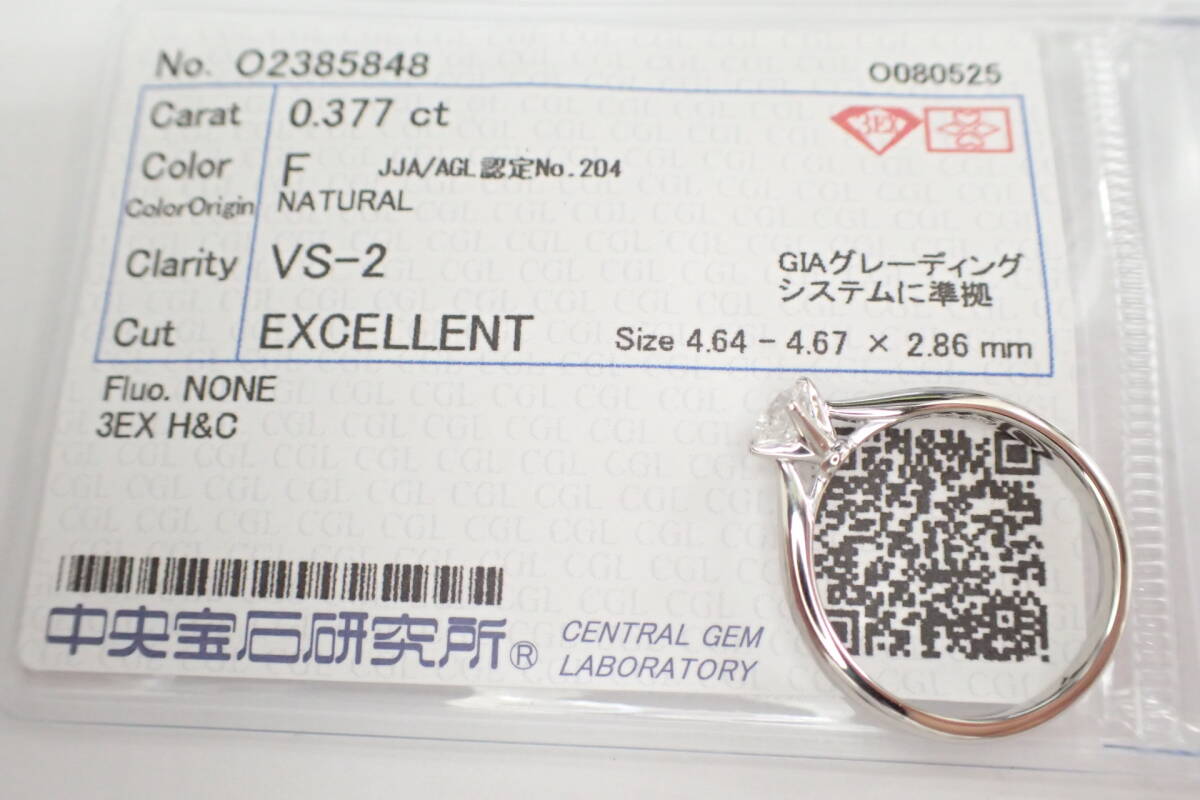 No. O2385848
O080525
Carat 0.377 ct
Color F JJA/AGL認定No.204
ColorOrigin NATURAL
Clarity VS-2
GIAグレーディング
システムに準拠
Cut EXCELLENT Size 4.64 - 4.67 × 2.86 mm
Fluo. NONE
3EX H&C
中央宝石研究所®
CENTRAL GEM
LABORATORY